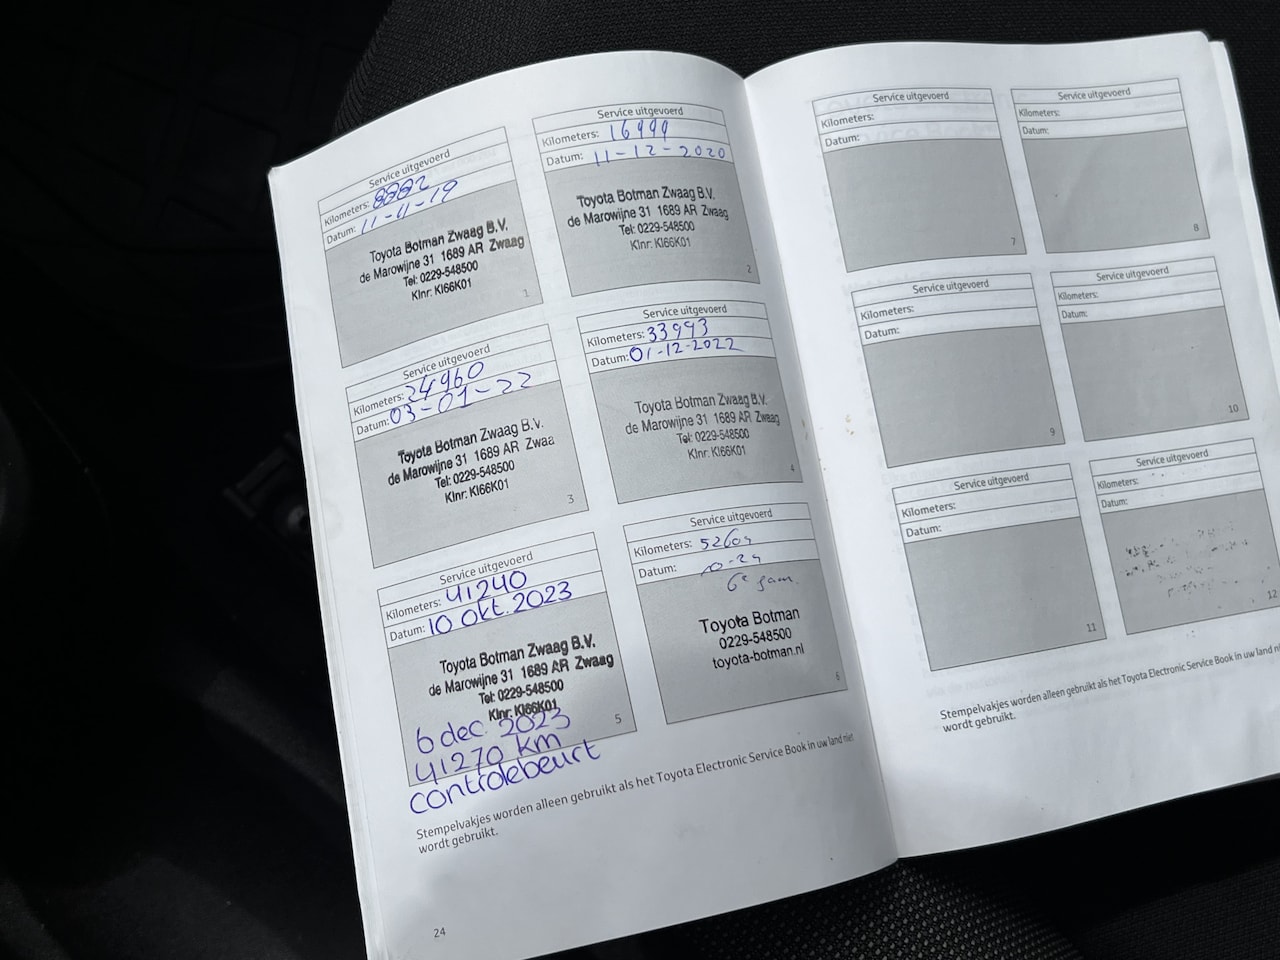 Service uitgevoerd
Kilometers: 8882
Datum: 11-11-19
Toyota Botman Zwaag B.V.
de Marowijne 31 1689 AR Zwaag
Tel: 0229-548500
Klnr: KI66K01
1
Service uitgevoerd
Kilometers: 16999
Datum: 11-12-2020
Toyota Botman Zwaag B.V.
de Marowijne 31 1689 AR Zwaag
Tel: 0229-548500
Klnr: KI66K01
2
Service uitgevoerd
Kilometers: 24960
Datum: 03-01-22
Toyota Botman Zwaag B.V.
de Marowijne 31 1689 AR Zwaa
Tel: 0229-548500
Klnr: KI66K01
3
Service uitgevoerd
Kilometers: 33993
Datum: 01-12-2022
Toyota Botman Zwaag B.V.
de Marowijne 31 1689 AR Zwaag
Tel: 0229-548500
Klnr: KI66K01
4
Service uitgevoerd
Kilometers: 41240
Datum: 10 okt. 2023
Toyota Botman Zwaag B.V.
de Marowijne 31 1689 AR Zwaag
Tel: 0229-548500
Klnr: KI66K01
5
6 dec. 2023
41270 km
controlebeurt
Service uitgevoerd
Kilometers: 52604
Datum: 10-24
6e
Toyota Botman
0229-548500
toyota-botman.nl
6
Stempelvakjes worden alleen gebruikt als het Toyota Electronic Service Book in uw land niet
wordt gebruikt.
24
Service uitgevoerd
Kilometers:
Datum:
7
Service uitgevoerd
Kilometers:
Datum:
8
Service uitgevoerd
Kilometers:
Datum:
9
Service uitgevoerd
Kilometers:
Datum:
10
Service uitgevoerd
Kilometers:
Datum:
11
Service uitgevoerd
Kilometers:
Datum:
12
Stempelvakjes worden alleen gebruikt als het Toyota Electronic Service Book in uw land
wordt gebruikt.